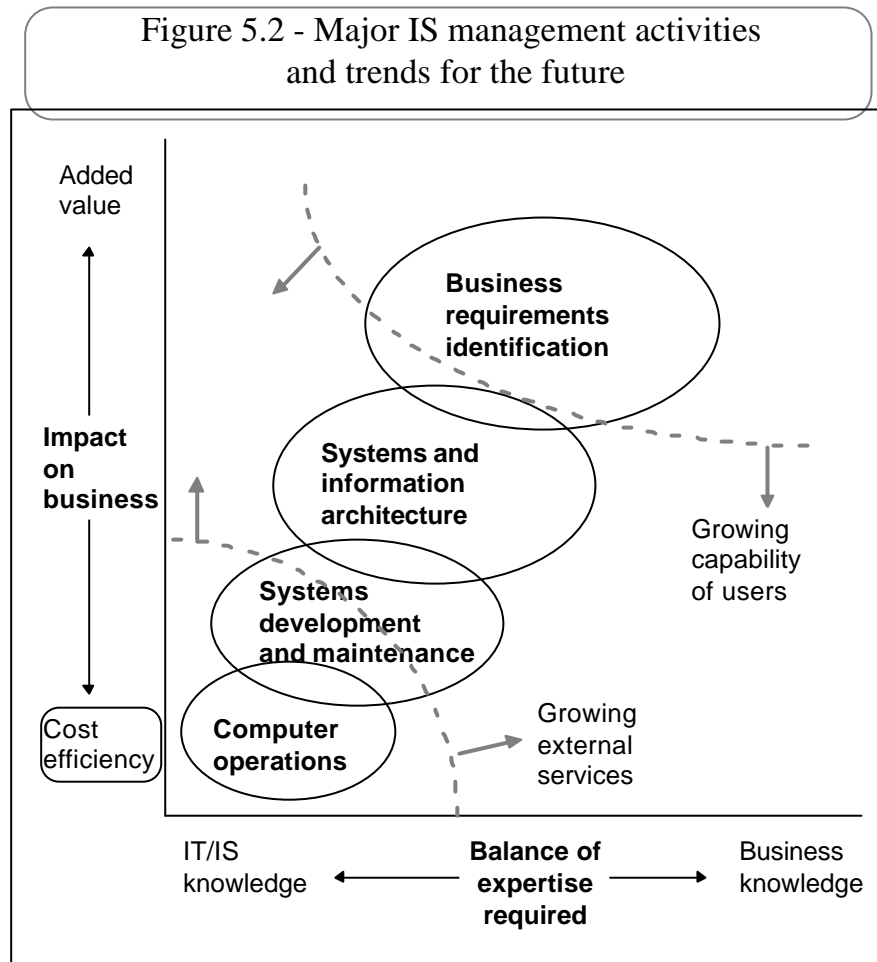 Figure 5.2 - Major IS management activities
and trends for the future
Added
value
Business
requirements
identification
Impact
on
business
Systems and
information
architecture
Growing
capability
of users
Systems
development
and maintenance
Cost
efficiency
Computer
operations
Growing
external
services
IT/IS
knowledge
Balance of
expertise
required
Business
knowledge